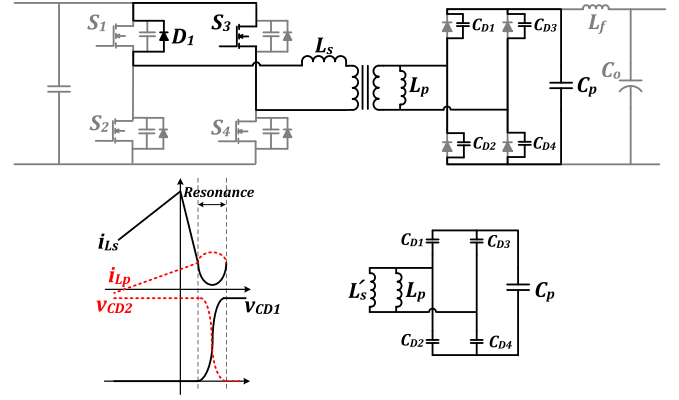 S1 D1 S3 Ls CD1 CD3 Lf
Lp Cp Co
S2 S4 CD2 CD4
Resonance
iLs
iLp
vCD2 vCD1
CD1 CD3
L's Lp Cp
CD2 CD4